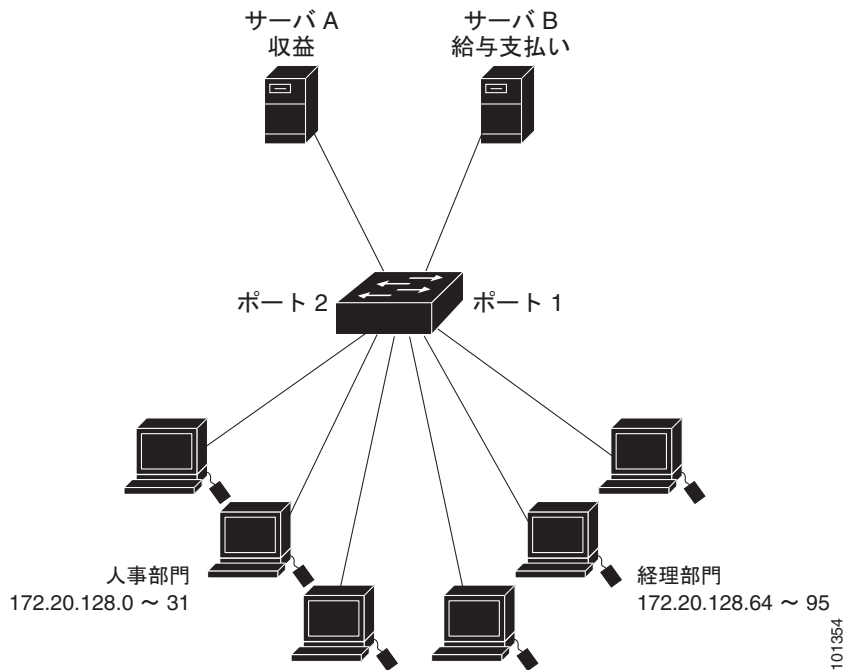 サーバ A
収益
サーバ B
給与支払い
ポート 2
ポート 1
人事部門
172.20.128.0 ～ 31
経理部門
172.20.128.64 ～ 95
101354